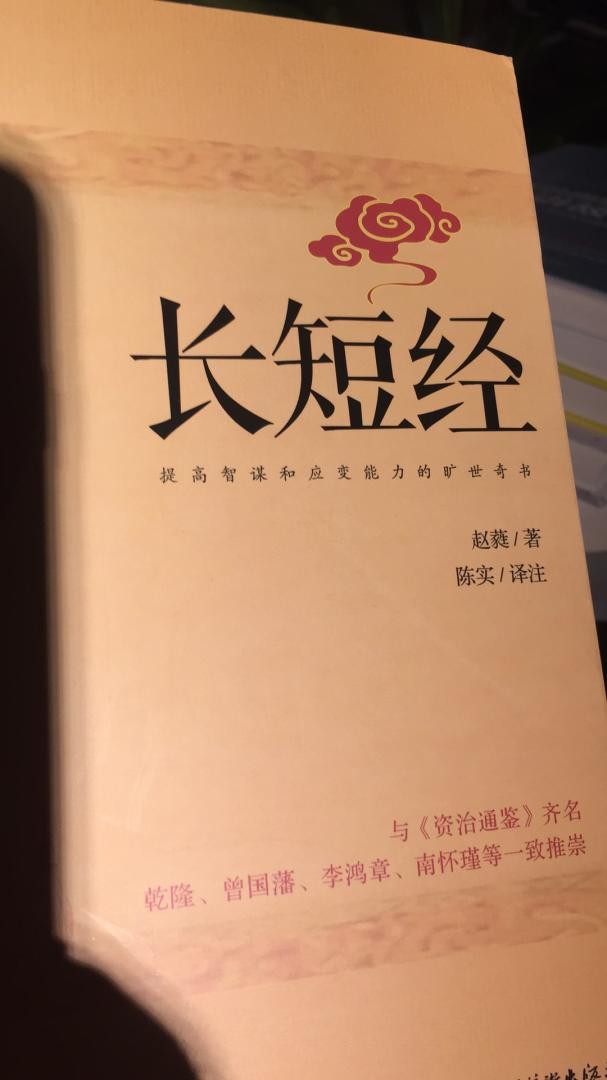 长短经
提高智谋和应变能力的旷世奇书
赵蕤/著
陈实/译注
与《资治通鉴》齐名
乾隆、曾国藩、李鸿章、南怀瑾等一致推崇